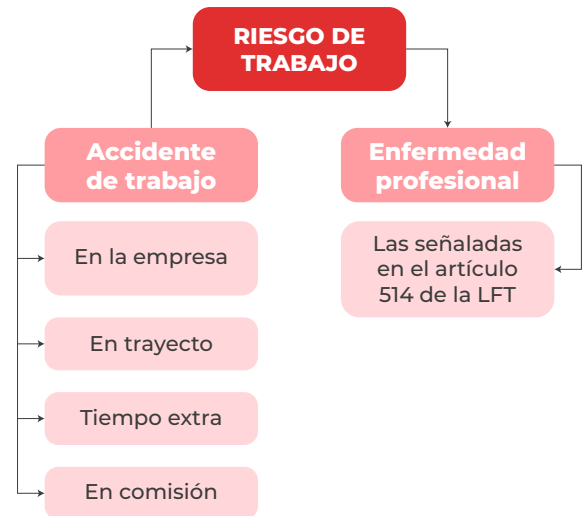 RIESGO DE
TRABAJO
Accidente
de trabajo
En la empresa
En trayecto
Tiempo extra
En comisión
Enfermedad
profesional
Las señaladas
en el artículo
514 de la LFT